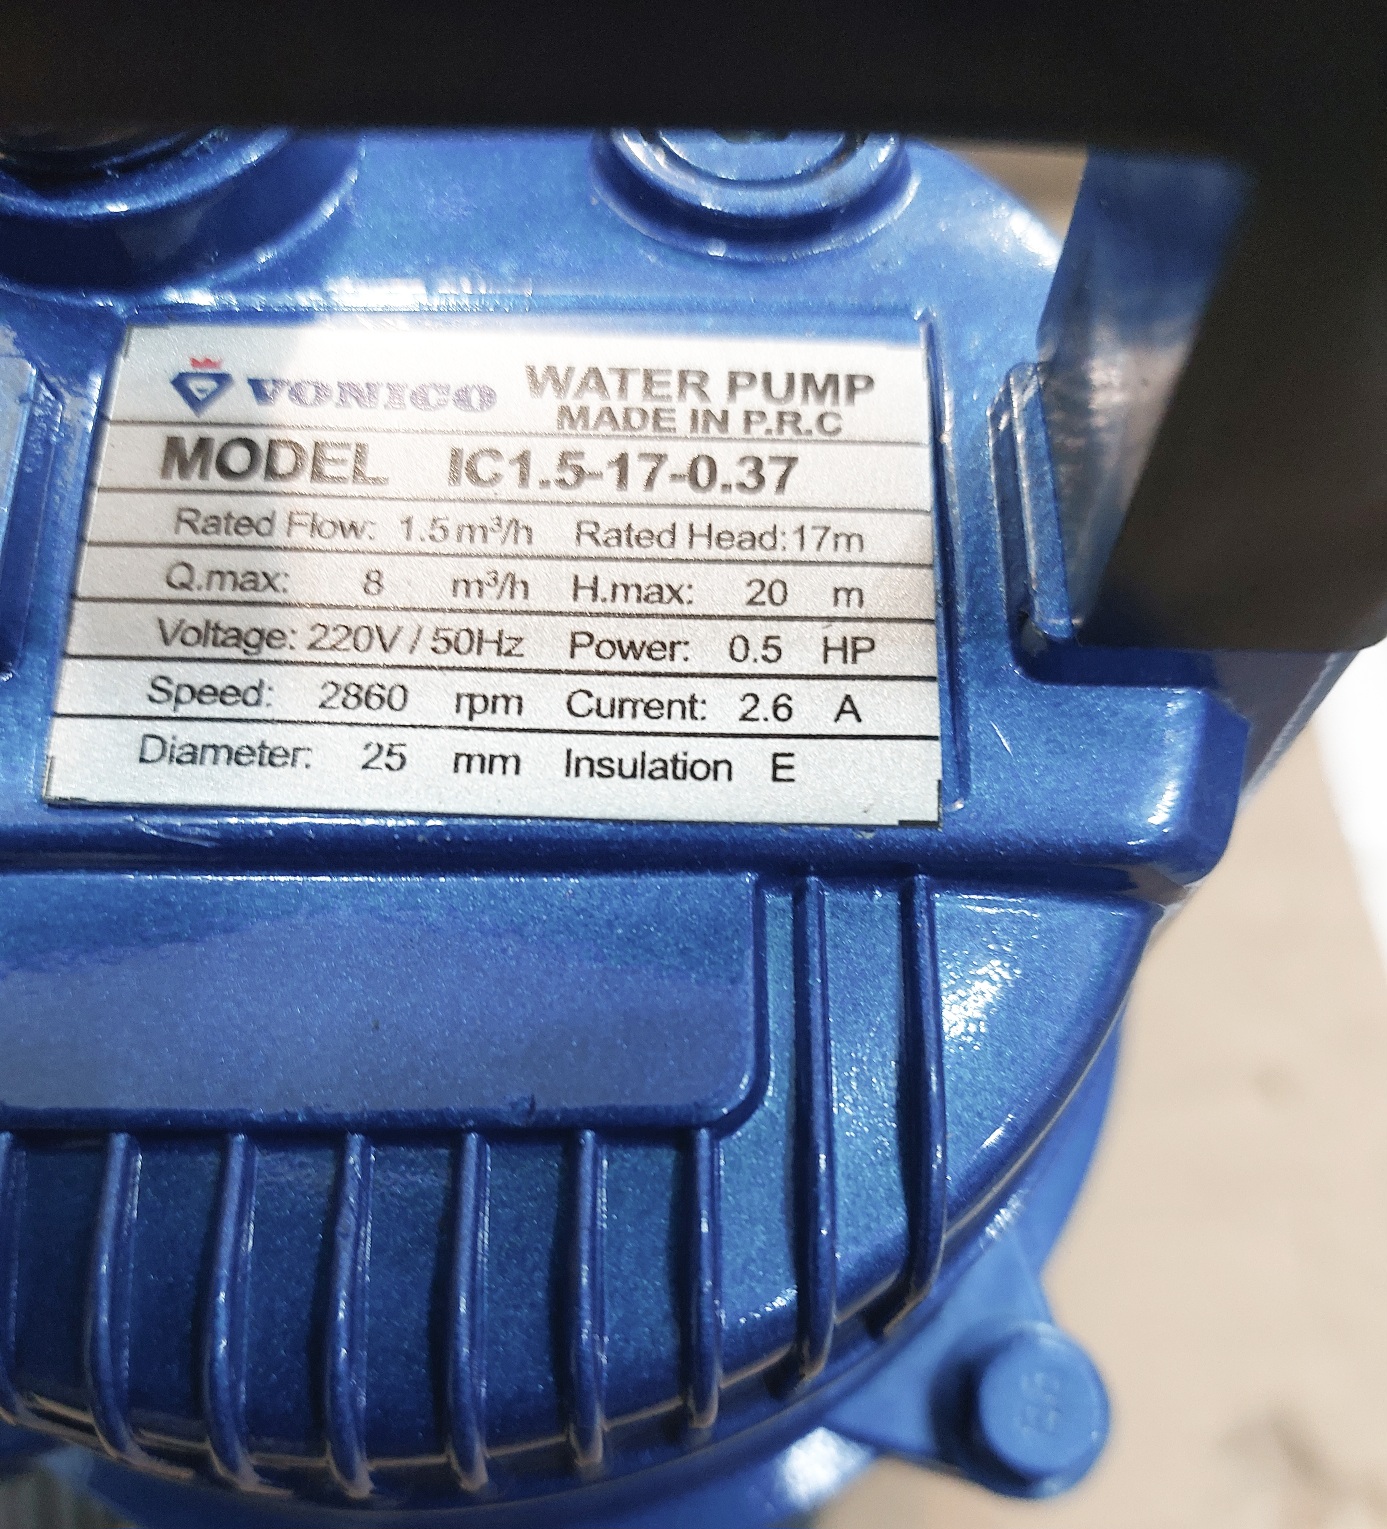 VONICO WATER PUMP
MADE IN P.R.C
MODEL IC1.5-17-0.37
Rated Flow: 1.5 m³/h Rated Head: 17m
Q.max: 8 m³/h H.max: 20 m
Voltage: 220V / 50Hz Power: 0.5 HP
Speed: 2860 rpm Current: 2.6 A
Diameter: 25 mm Insulation E